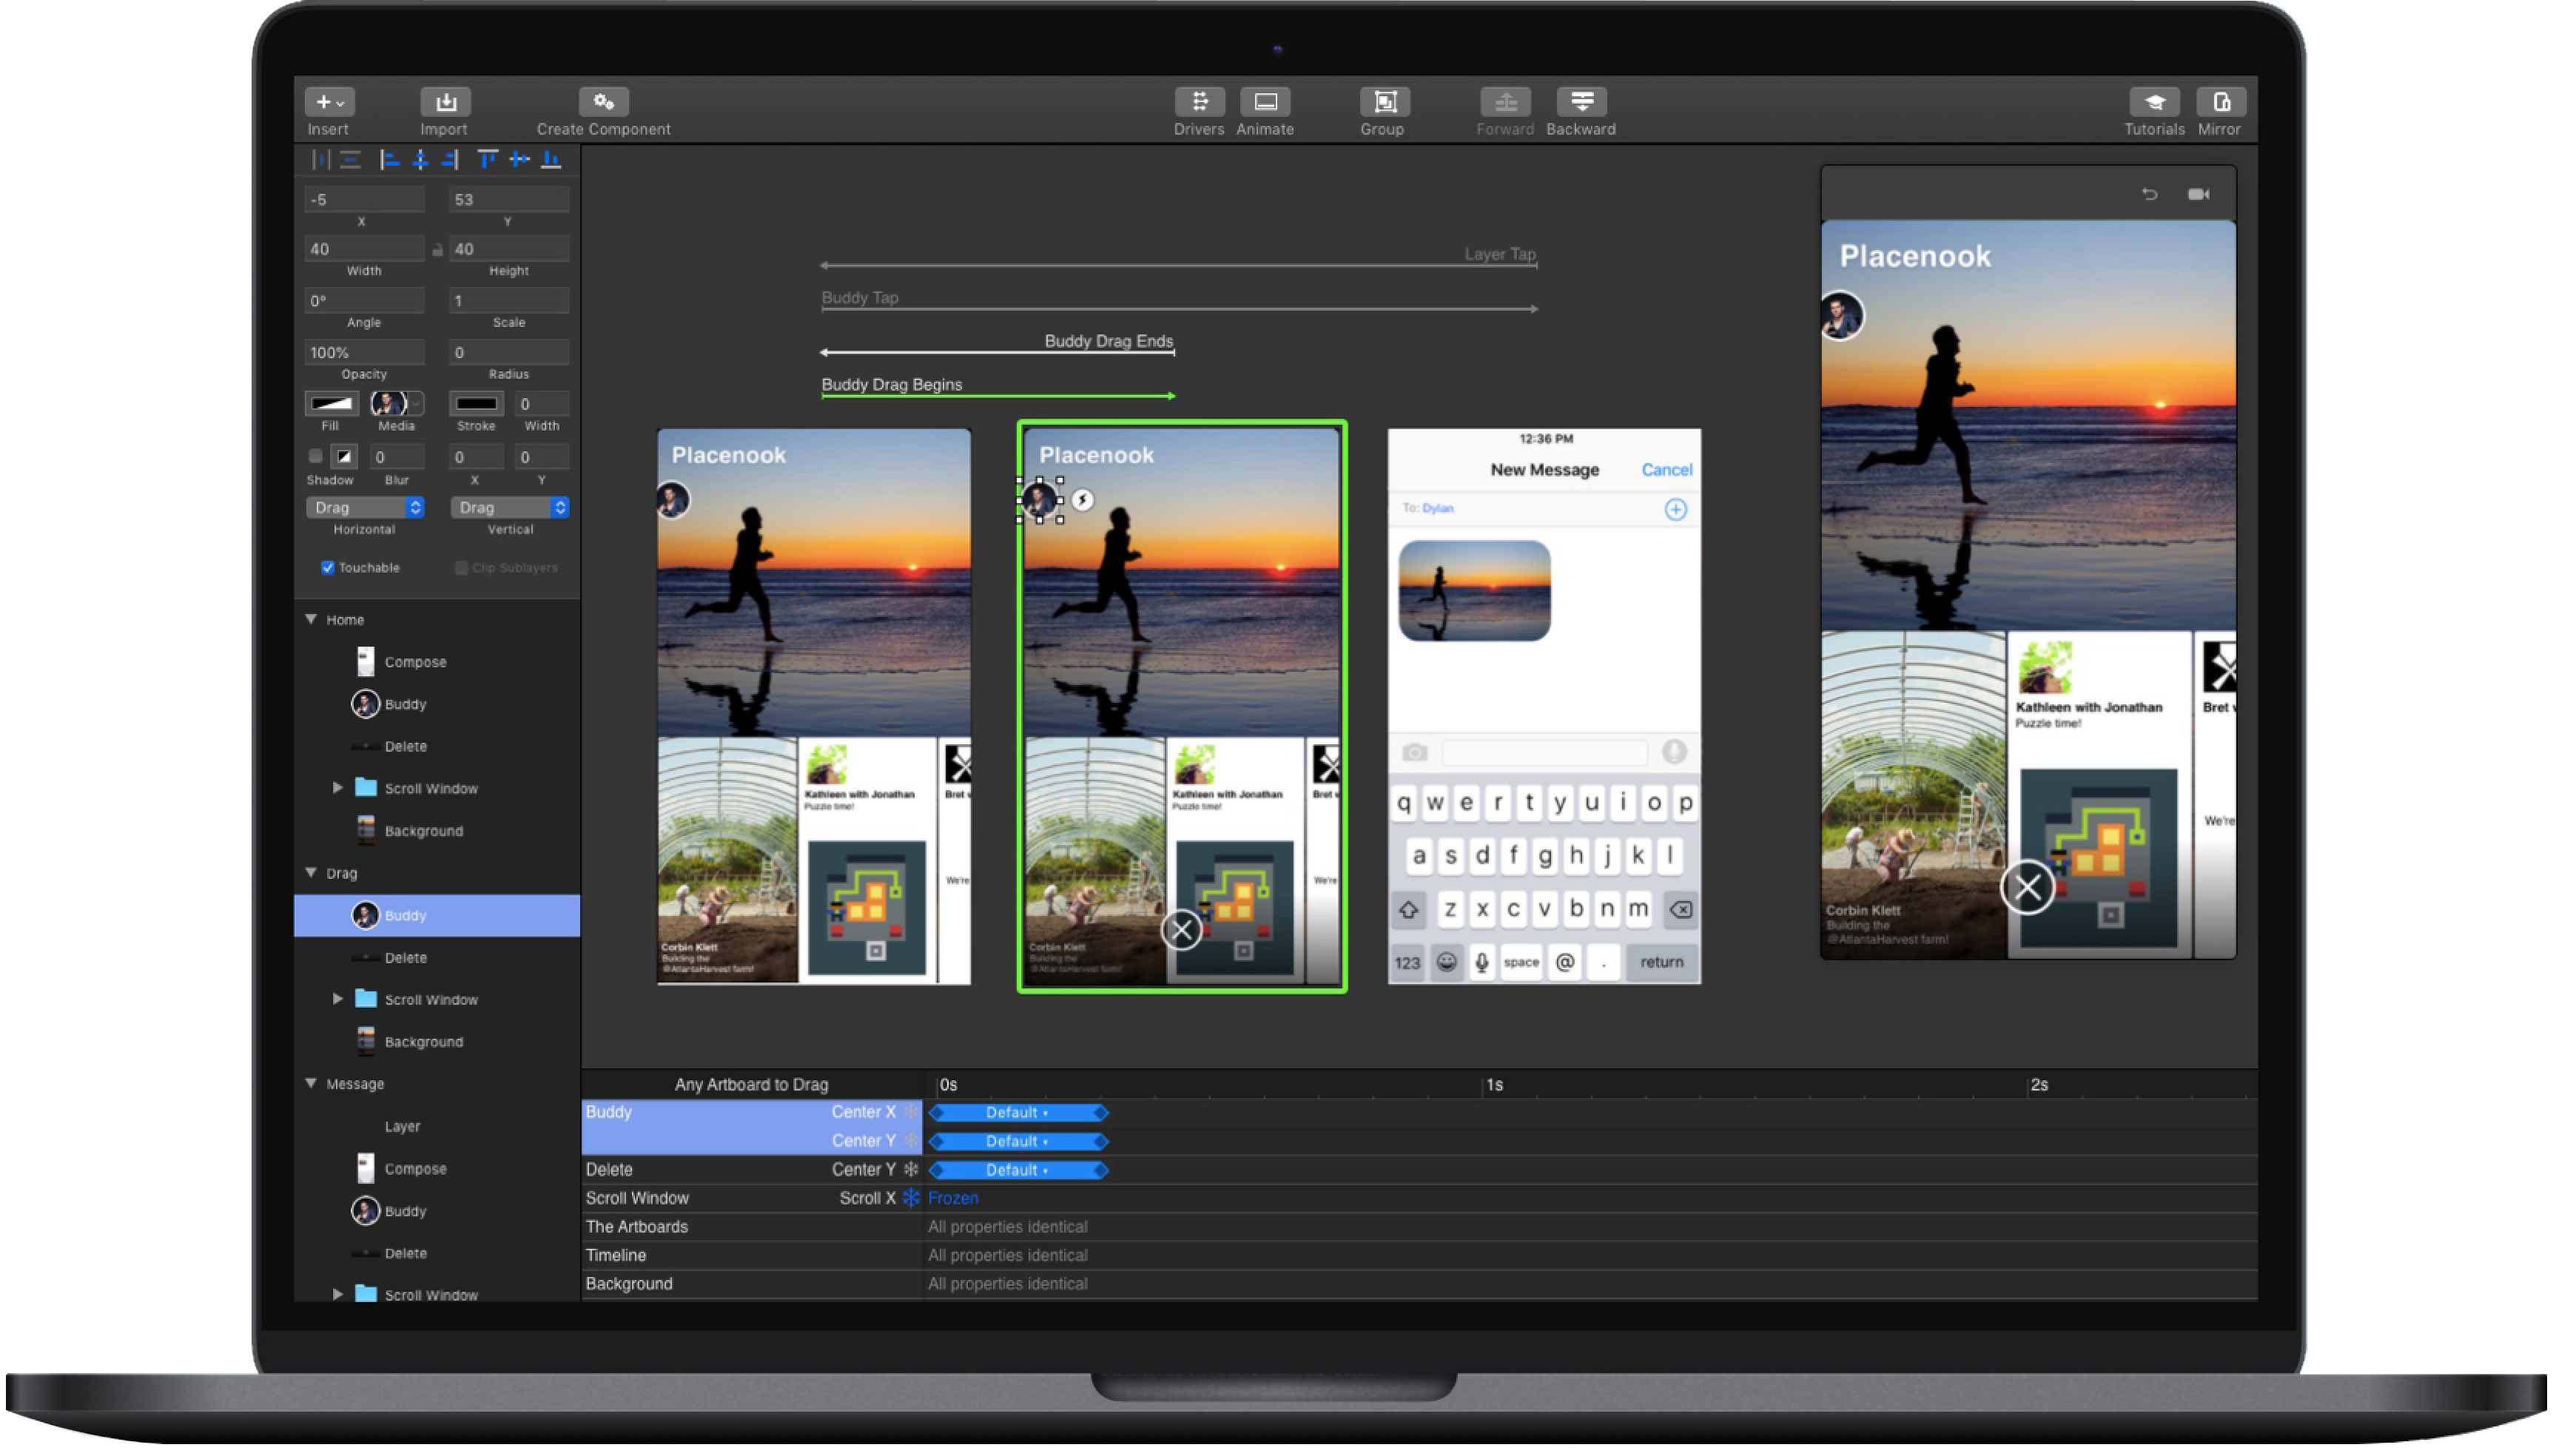 Insert
Import
Create Component
Drivers
Animate
Group
Forward
Backward
Tutorials
Mirror
-5
53
X
Y
40
40
Width
Height
0°
1
Angle
Scale
100%
0
Opacity
Radius
0
Fill
Media
Stroke
Width
0
0
0
Shadow
Blur
X
Y
Drag
Drag
Horizontal
Vertical
Touchable
Clip Sublayers
Home
Compose
Buddy
Delete
Scroll Window
Background
Drag
Buddy
Delete
Scroll Window
Background
Message
Layer
Compose
Buddy
Delete
Scroll Window
Layer Tap
Buddy Tap
Buddy Drag Ends
Buddy Drag Begins
Placenook
Kathleen with Jonathan
Puzzle time!
Bret
We're
Corbin Klett
Building the
@AtlantaHarvest farm!
Placenook
Kathleen with Jonathan
Puzzle time!
Bret
We're
Corbin Klett
Building the
@AtlantaHarvest farm!
12:36 PM
New Message
Cancel
To: Dylan
q w e r t y u i o p
a s d f g h j k l
z x c v b n m
123 space @ . return
Placenook
Kathleen with Jonathan
Puzzle time!
Bret
We're
Corbin Klett
Building the
@AtlantaHarvest farm!
Any Artboard to Drag
0s
1s
2s
Buddy
Center X
Default
Center Y
Default
Delete
Center Y
Default
Scroll Window
Scroll X
Frozen
The Artboards
All properties identical
Timeline
All properties identical
Background
All properties identical